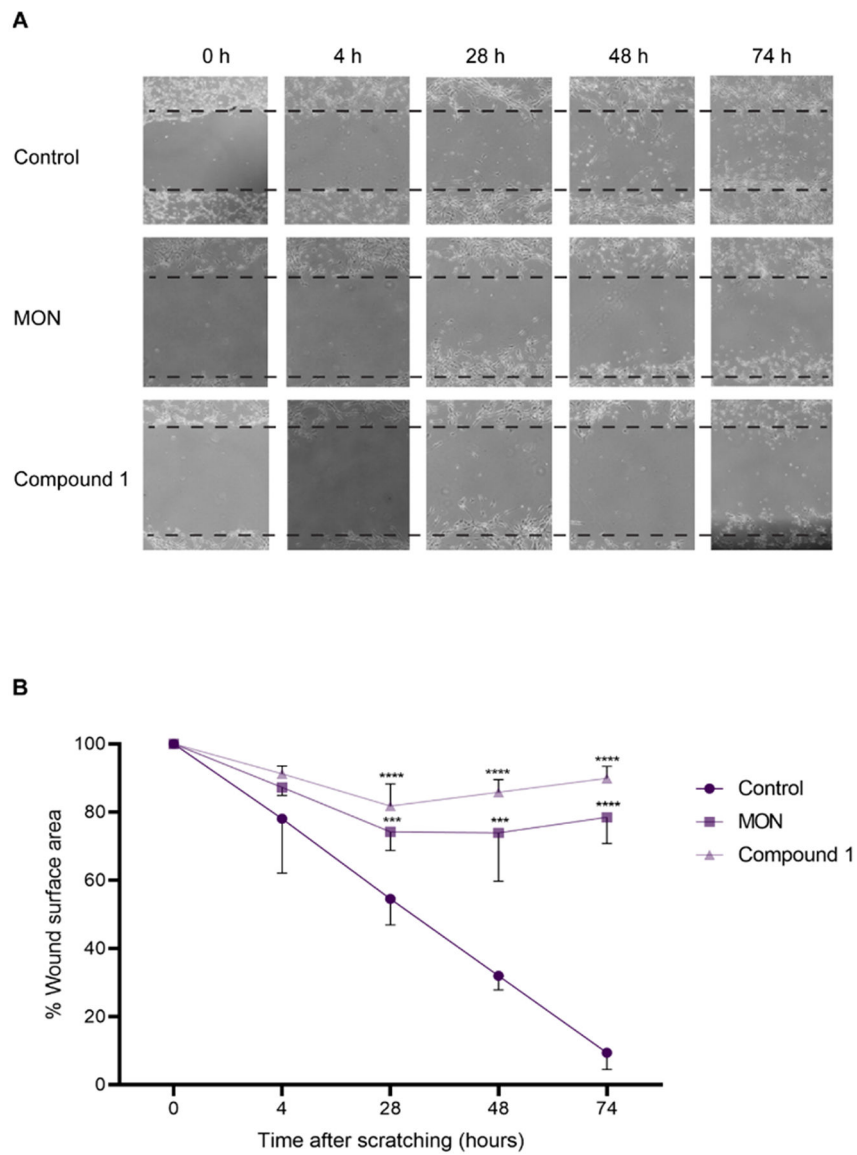 A
0 h 4 h 28 h 48 h 74 h
Control
MON
Compound 1
B
% Wound surface area
100
80
60
40
20
0
**** **** ****
*** *** ****
0 4 28 48 74
Time after scratching (hours)
Control
MON
Compound 1